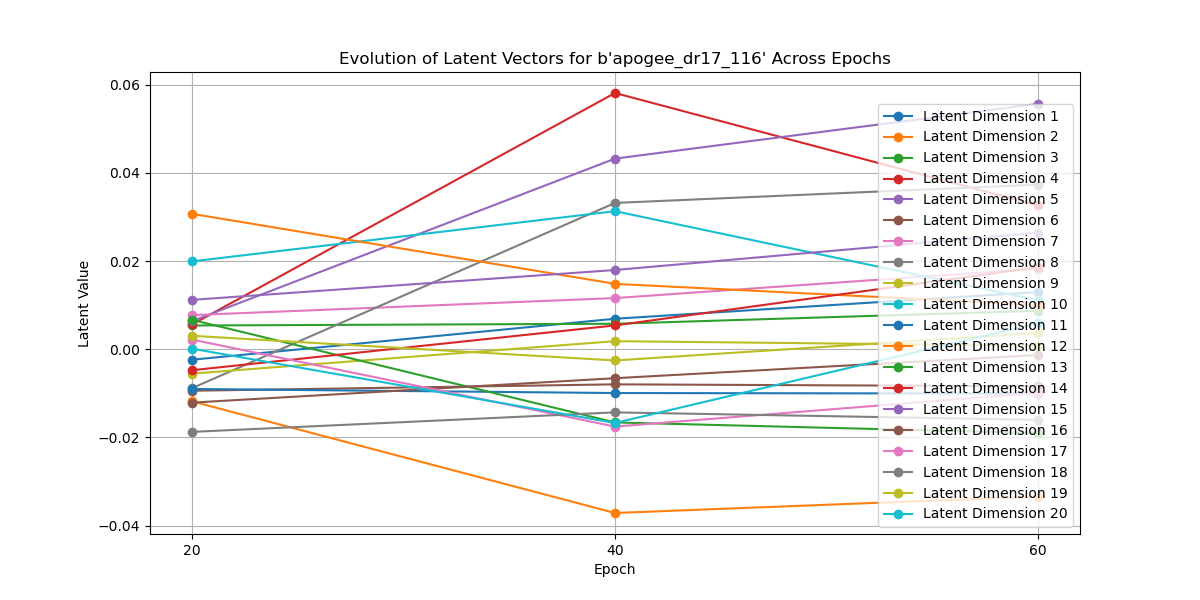 Evolution of Latent Vectors for b'apogee_dr17_116' Across Epochs
0.06
0.04
0.02
0.00
−0.02
−0.04
Latent Value
20
40
60
Epoch
Latent Dimension 1
Latent Dimension 2
Latent Dimension 3
Latent Dimension 4
Latent Dimension 5
Latent Dimension 6
Latent Dimension 7
Latent Dimension 8
Latent Dimension 9
Latent Dimension 10
Latent Dimension 11
Latent Dimension 12
Latent Dimension 13
Latent Dimension 14
Latent Dimension 15
Latent Dimension 16
Latent Dimension 17
Latent Dimension 18
Latent Dimension 19
Latent Dimension 20